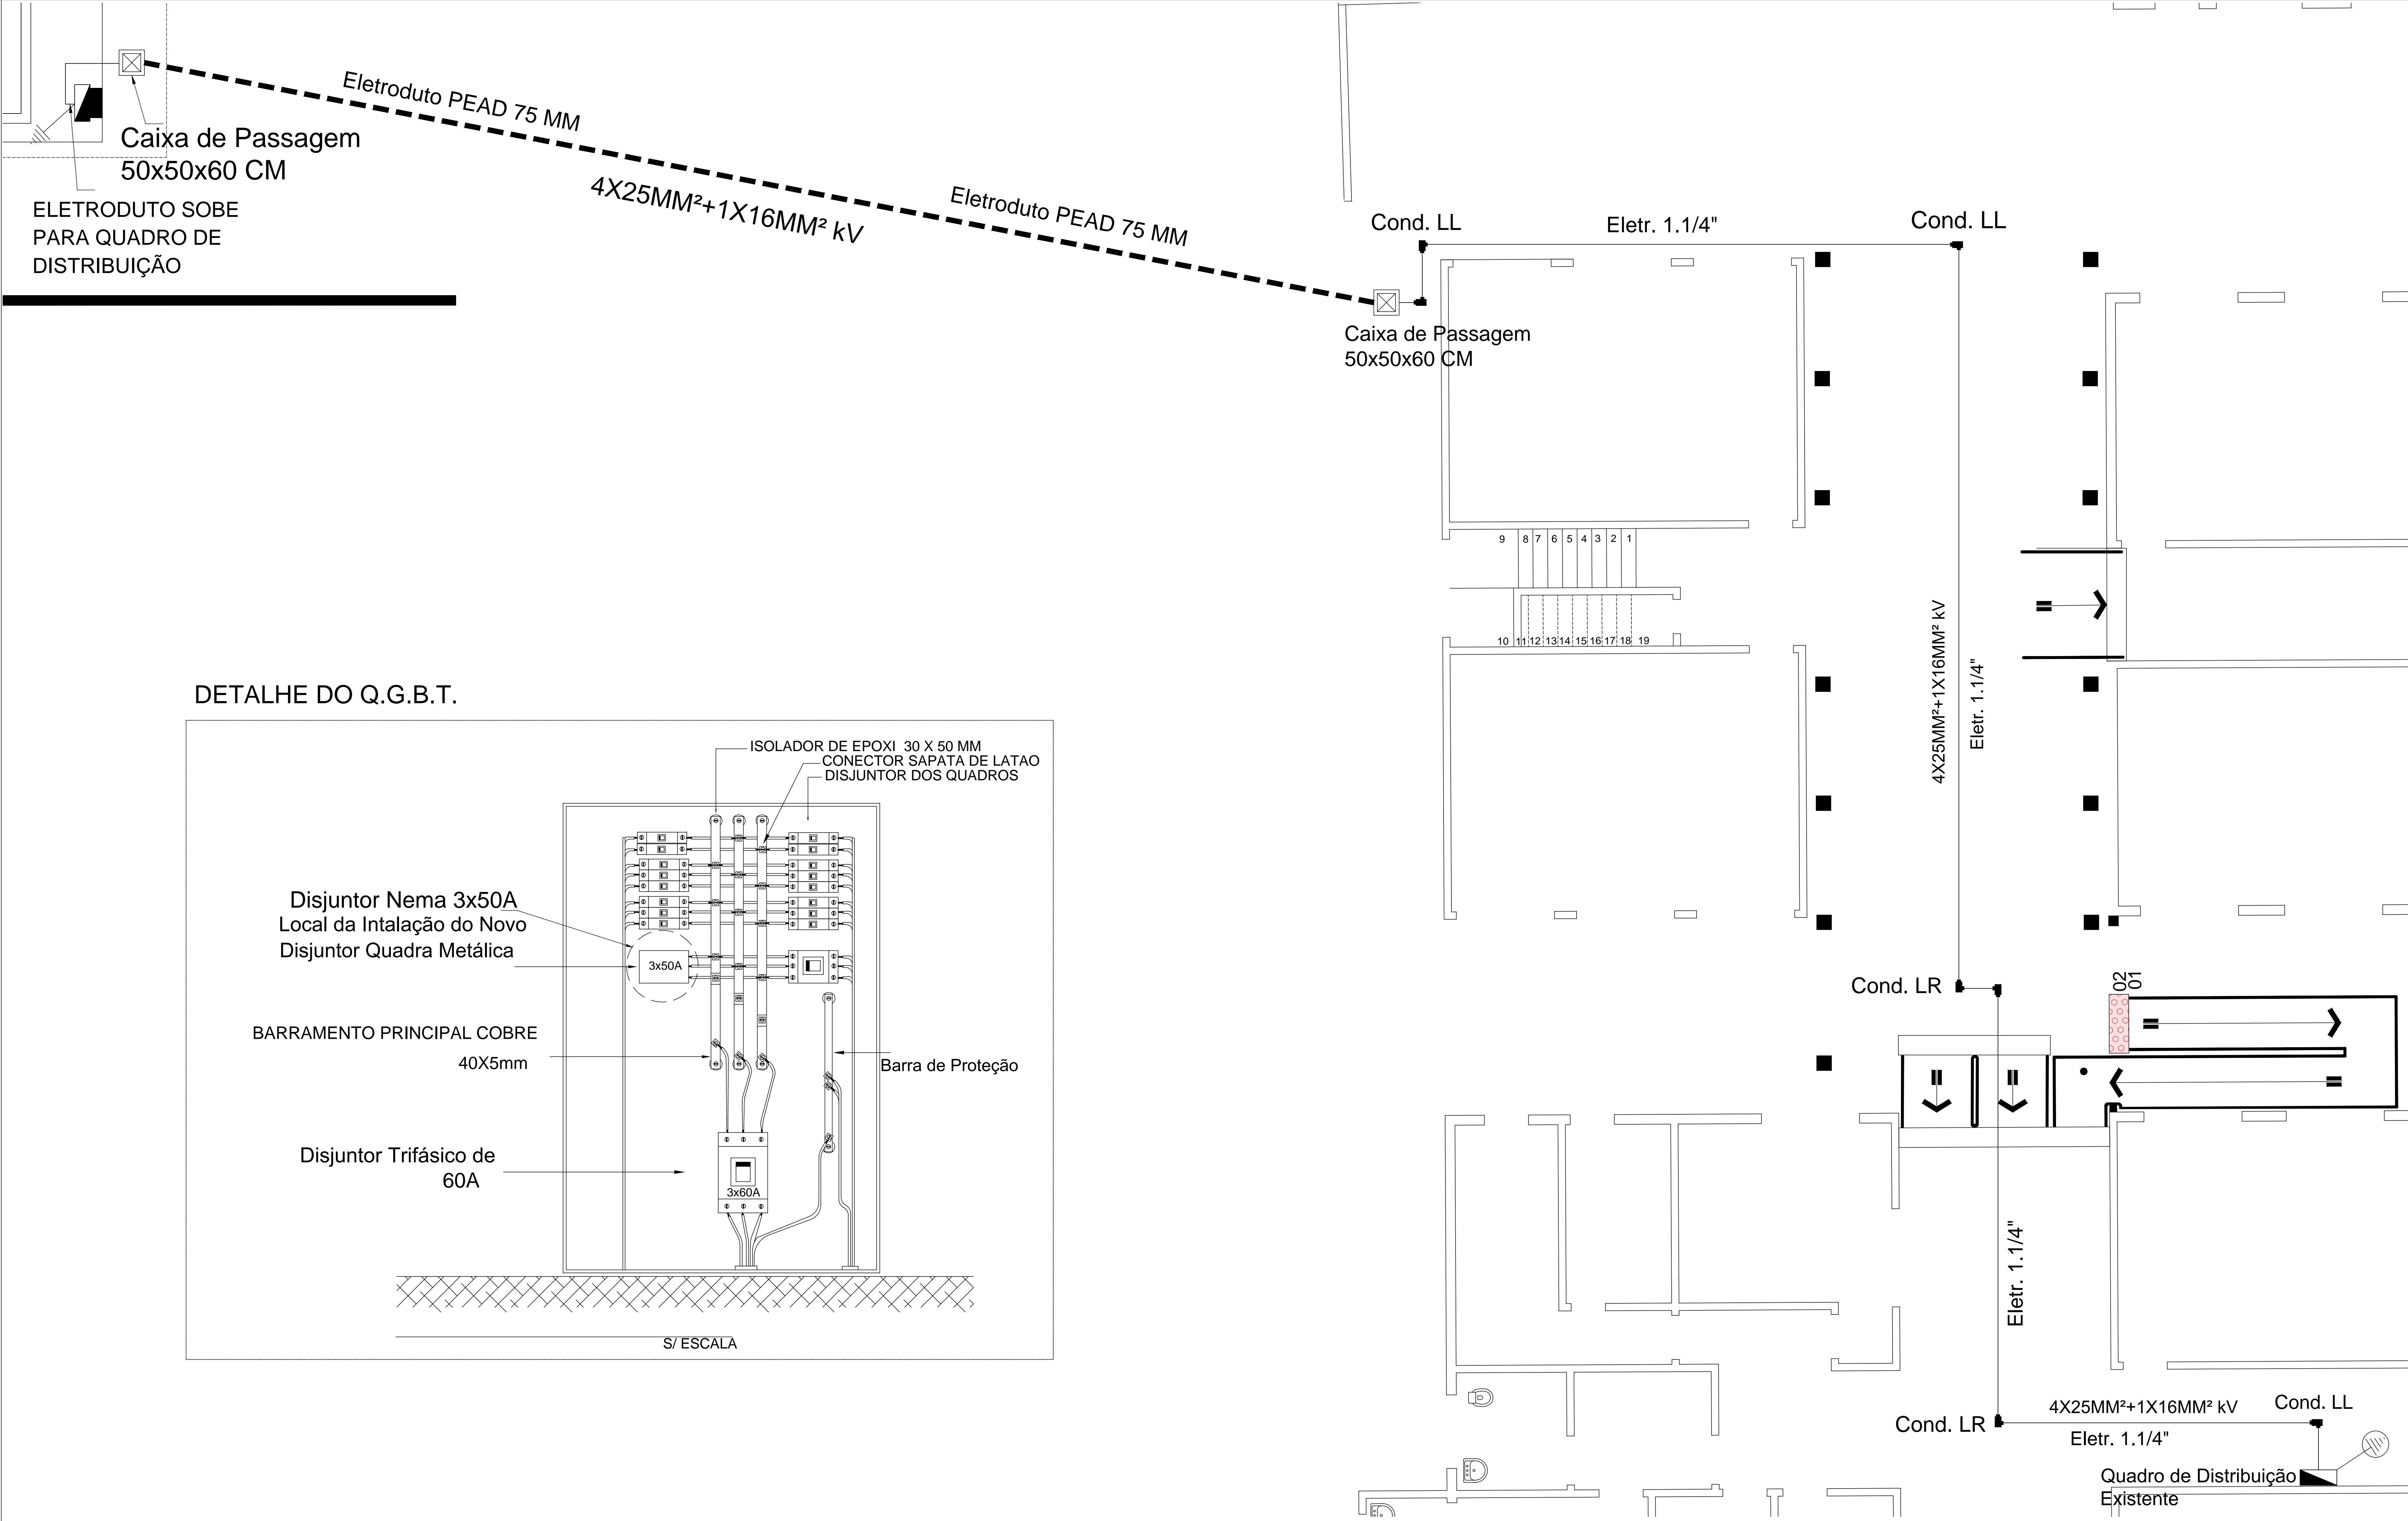 Eletroduto PEAD 75 MM
Caixa de Passagem
50x50x60 CM
ELETRODUTO SOBE
PARA QUADRO DE
DISTRIBUIÇÃO
4X25MM²+1X16MM² kV
Eletroduto PEAD 75 MM
Cond. LL
Eletr. 1.1/4"
Cond. LL
Caixa de Passagem
50x50x60 CM
9 8 7 6 5 4 3 2 1
10 11 12 13 14 15 16 17 18 19
4X25MM²+1X16MM² kV
Eletr. 1.1/4"
DETALHE DO Q.G.B.T.
ISOLADOR DE EPOXI 30 X 50 MM
CONECTOR SAPATA DE LATAO
DISJUNTOR DOS QUADROS
Disjuntor Nema 3x50A
Local da Intalação do Novo
Disjuntor Quadra Metálica
3x50A
BARRAMENTO PRINCIPAL COBRE
40X5mm
Barra de Proteção
Disjuntor Trifásico de
60A
3x60A
S/ ESCALA
Cond. LR
02
01
Eletr. 1.1/4"
Cond. LR
4X25MM²+1X16MM² kV
Cond. LL
Eletr. 1.1/4"
Quadro de Distribuição
Existente